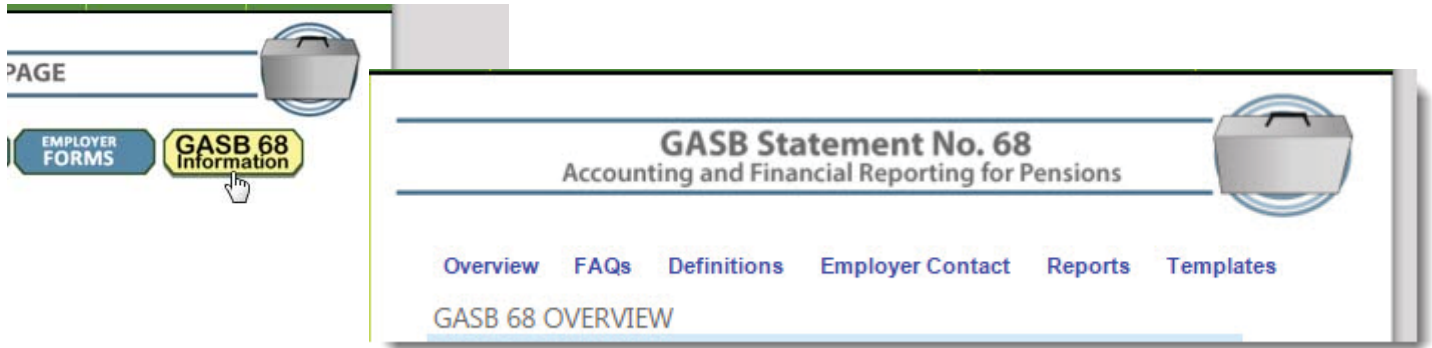 PAGE
EMPLOYER
FORMS
GASB 68
Information
GASB Statement No. 68
Accounting and Financial Reporting for Pensions
Overview FAQs Definitions Employer Contact Reports Templates
GASB 68 OVERVIEW